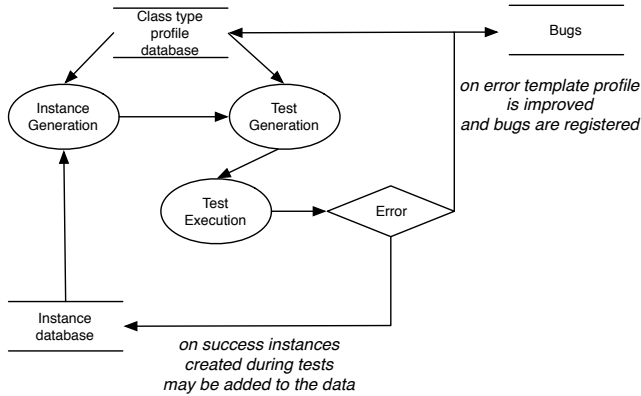 Class type
profile
database
Bugs
on error template profile
is improved
and bugs are registered
Instance
Generation
Test
Generation
Test
Execution
Error
Instance
database
on success instances
created during tests
may be added to the data